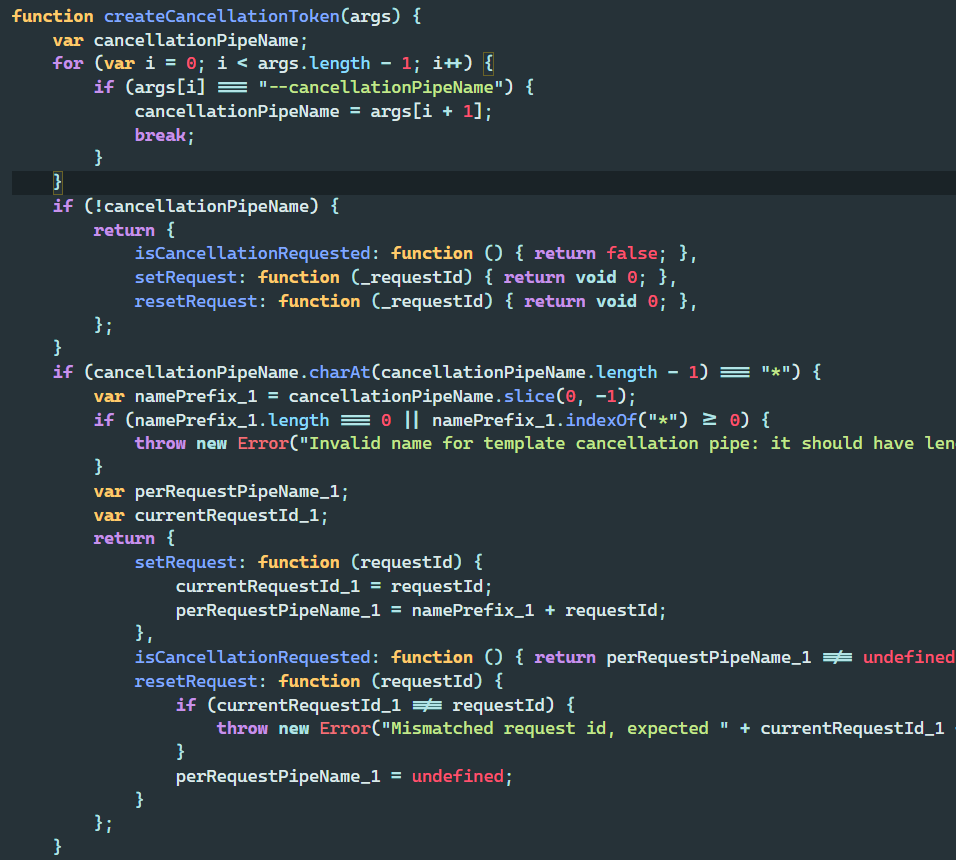 function createCancellationToken(args) {
    var cancellationPipeName;
    for (var i = 0; i < args.length - 1; i++) {
        if (args[i] === "--cancellationPipeName") {
            cancellationPipeName = args[i + 1];
            break;
        }
    }
    if (!cancellationPipeName) {
        return {
            isCancellationRequested: function () { return false; },
            setRequest: function (_requestId) { return void 0; },
            resetRequest: function (_requestId) { return void 0; },
        };
    }
    if (cancellationPipeName.charAt(cancellationPipeName.length - 1) === "*") {
        var namePrefix_1 = cancellationPipeName.slice(0, -1);
        if (namePrefix_1.length === 0 || namePrefix_1.indexOf("*") >= 0) {
            throw new Error("Invalid name for template cancellation pipe: it should have len
        }
        var perRequestPipeName_1;
        var currentRequestId_1;
        return {
            setRequest: function (requestId) {
                currentRequestId_1 = requestId;
                perRequestPipeName_1 = namePrefix_1 + requestId;
            },
            isCancellationRequested: function () { return perRequestPipeName_1 !== undefined
            resetRequest: function (requestId) {
                if (currentRequestId_1 !== requestId) {
                    throw new Error("Mismatched request id, expected " + currentRequestId_1
                }
                perRequestPipeName_1 = undefined;
            }
        };
    }